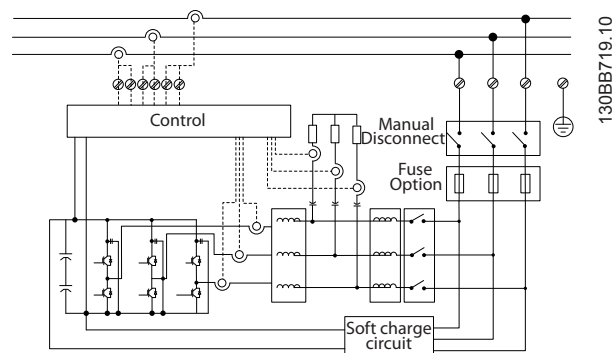 130BB719.10
Control
Manual
Disconnect
Fuse
Option
Soft charge
circuit